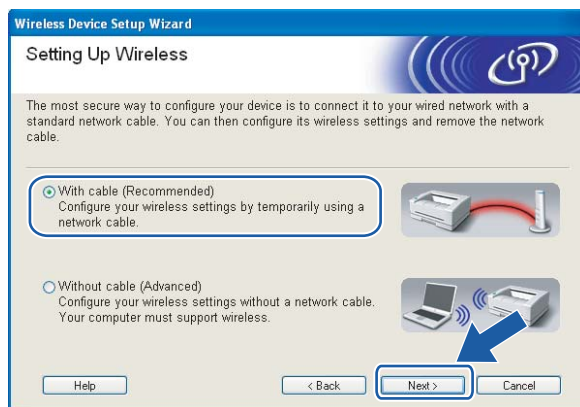 Wireless Device Setup Wizard
Setting Up Wireless
The most secure way to configure your device is to connect it to your wired network with a
standard network cable. You can then configure its wireless settings and remove the network
cable.
With cable (Recommended)
Configure your wireless settings by temporarily using a
network cable.
Without cable (Advanced)
Configure your wireless settings without a network cable.
Your computer must support wireless.
Help
< Back
Next >
Cancel